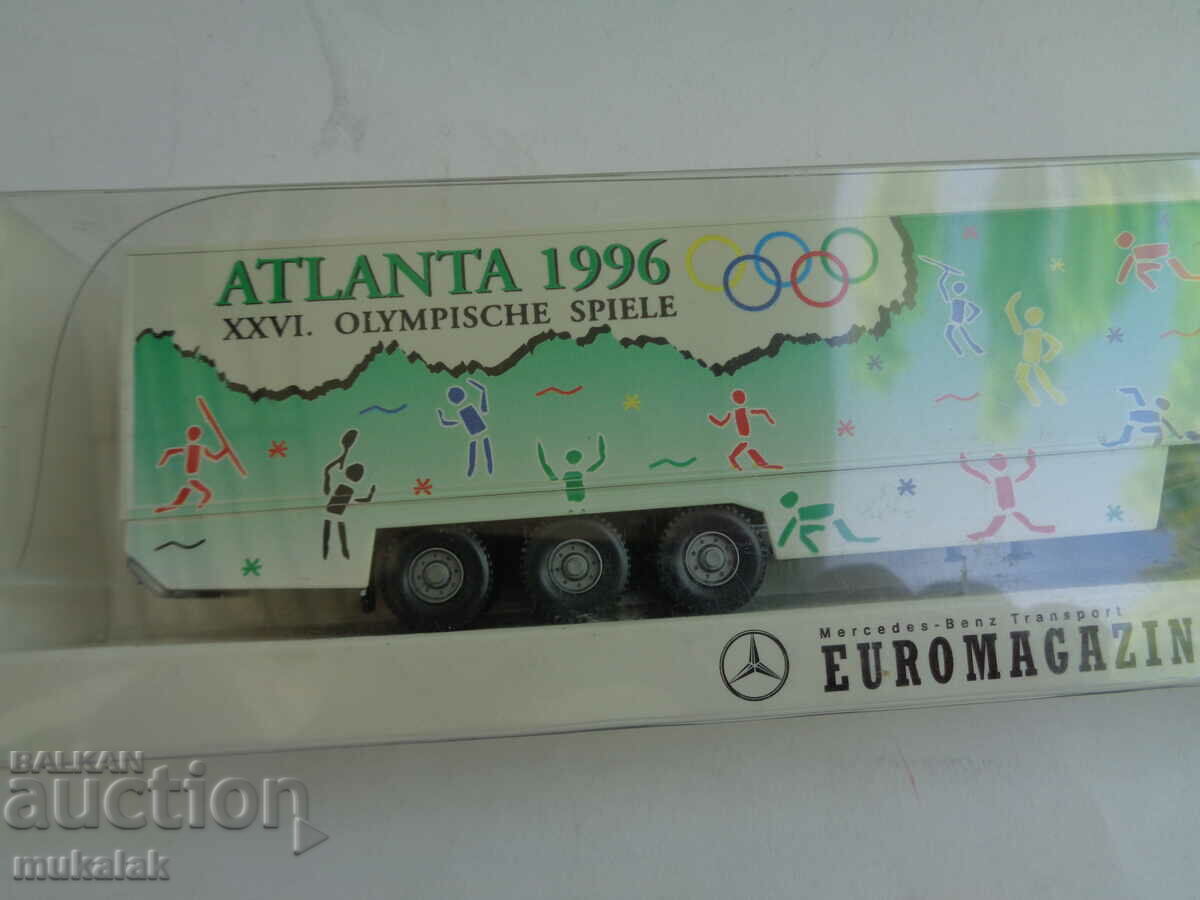 ATLANTA 1996
XXVI. OLYMPISCHE SPIELE
Mercedes-Benz Transport
EUROMAGAZIN
BALKAN
auction
mukalak